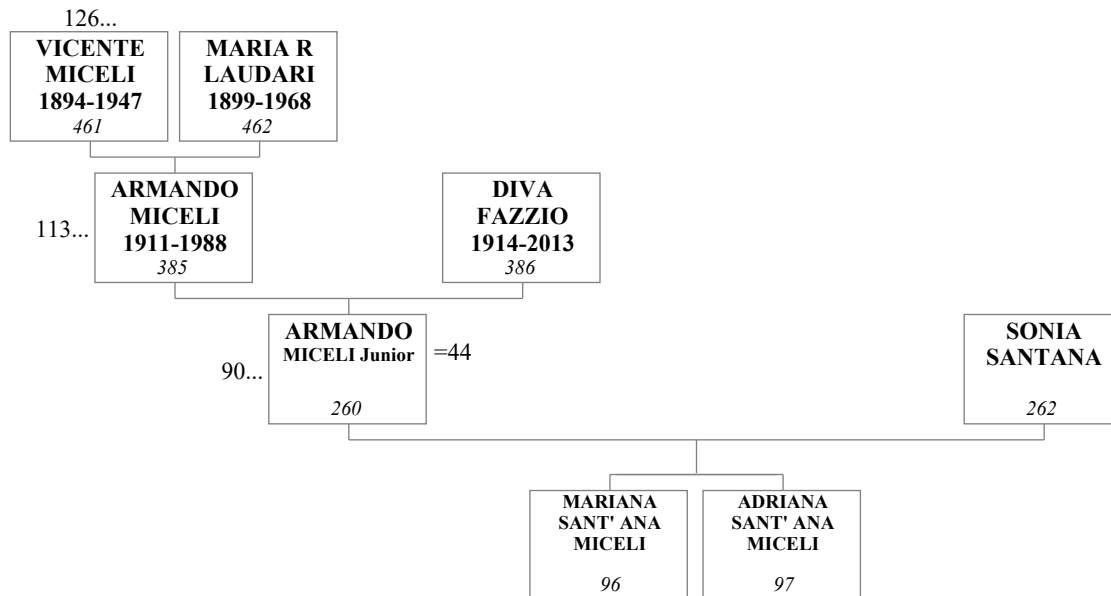 126...
VICENTE
MICELI
1894-1947
461
MARIA R
LAUDARI
1899-1968
462
113...
ARMANDO
MICELI
1911-1988
385
DIVA
FAZZIO
1914-2013
386
90...
ARMANDO
MICELI Junior
260
=44
SONIA
SANTANA
262
MARIANA
SANT' ANA
MICELI
96
ADRIANA
SANT' ANA
MICELI
97